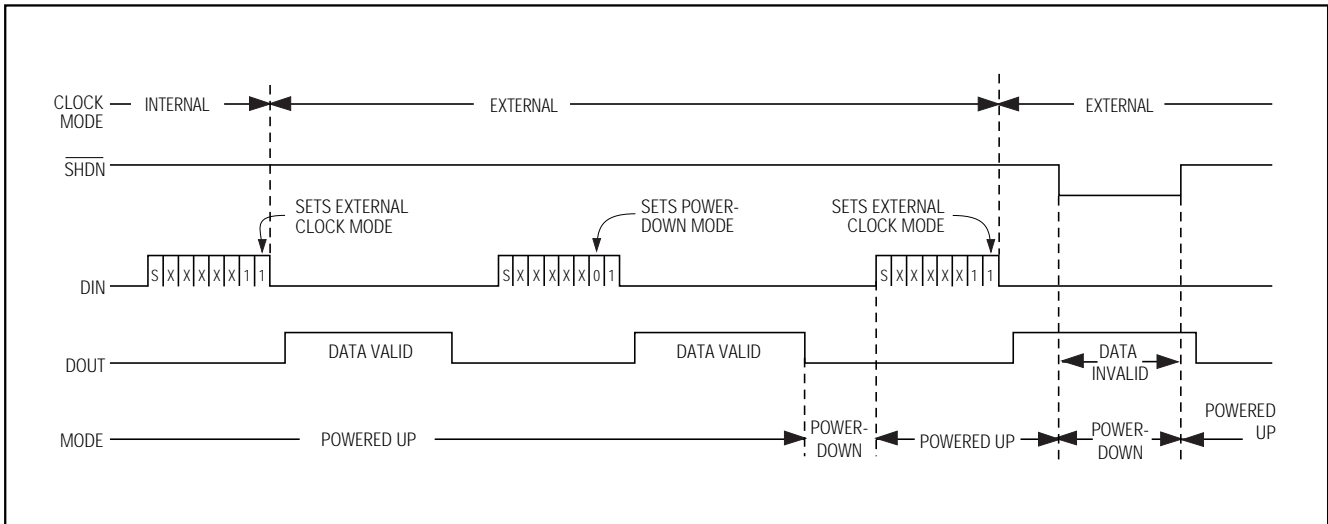 CLOCK MODE
INTERNAL
EXTERNAL
EXTERNAL
SHDN
SETS EXTERNAL
CLOCK MODE
SETS POWER-
DOWN MODE
SETS EXTERNAL
CLOCK MODE
DIN
S X X X X X 1 1
S X X X X X 0 1
S X X X X X 1 1
DOUT
DATA VALID
DATA VALID
DATA
INVALID
MODE
POWERED UP
POWER-
DOWN
POWERED UP
POWER-
DOWN
POWERED
UP